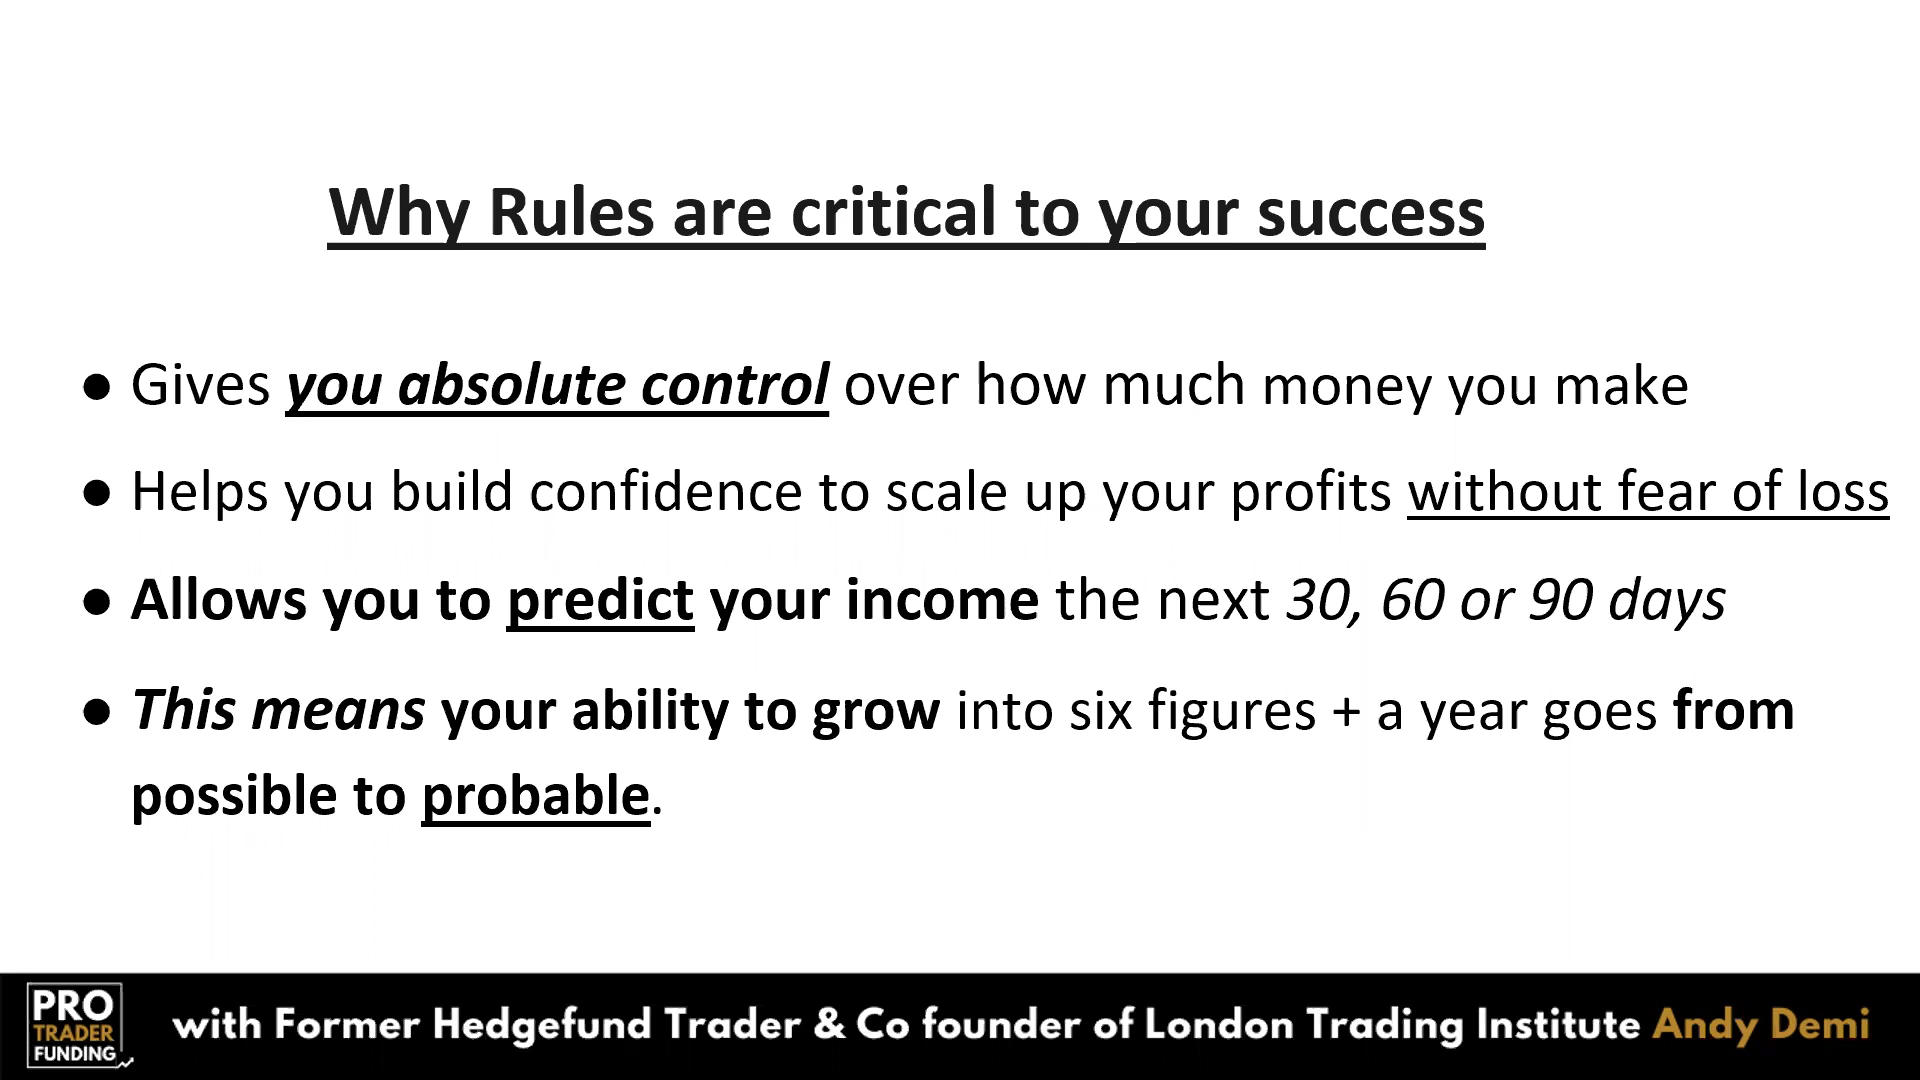 Why Rules are critical to your success
● Gives you absolute control over how much money you make
● Helps you build confidence to scale up your profits without fear of loss
● Allows you to predict your income the next 30, 60 or 90 days
● This means your ability to grow into six figures + a year goes from
possible to probable.
PRO
TRADER
FUNDING
with Former Hedgefund Trader & Co founder of London Trading Institute Andy Demi